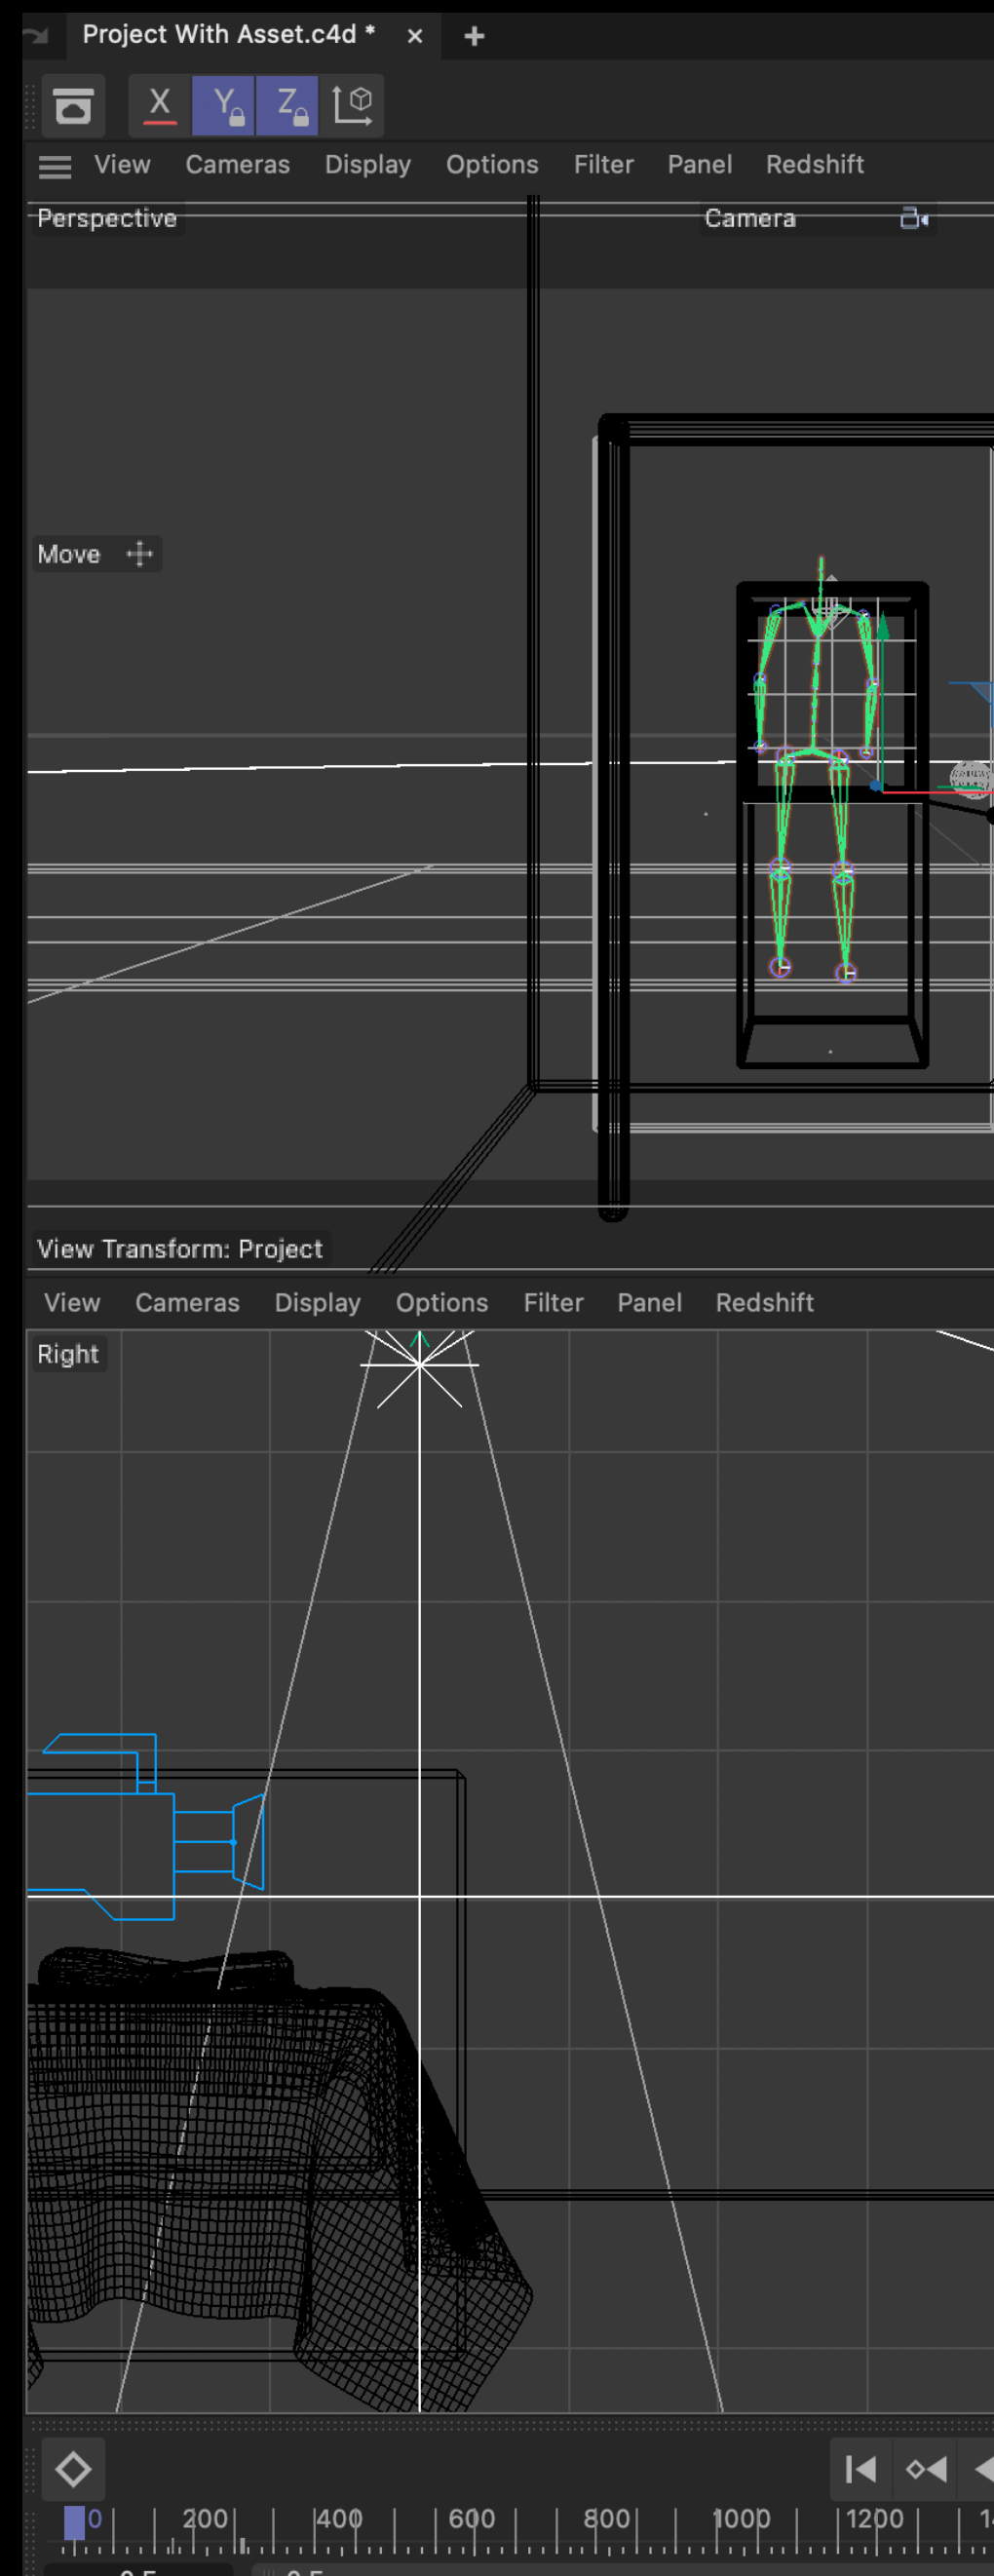 Project With Asset.c4d * × +
X Y Z
View Cameras Display Options Filter Panel Redshift
Perspective Camera
Move
View Transform: Project
View Cameras Display Options Filter Panel Redshift
Right
0 200 400 600 800 1000 1200